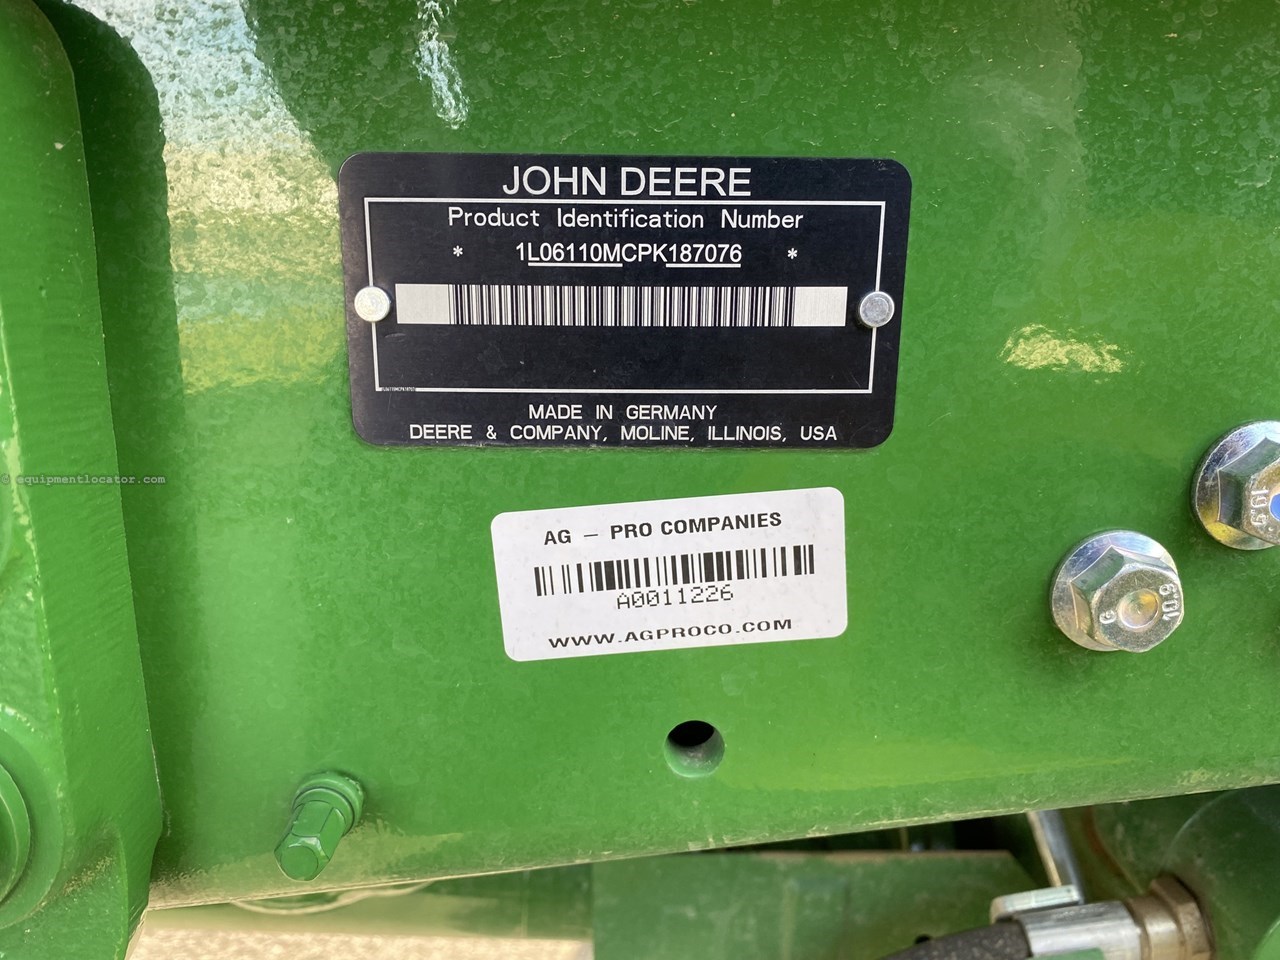 JOHN DEERE
Product Identification Number
* 1L06110MCPK187076 *
MADE IN GERMANY
DEERE & COMPANY, MOLINE, ILLINOIS, USA
© equipmentlocator.com
AG – PRO COMPANIES
A0011226
WWW.AGPROCO.COM
10.9
10.9